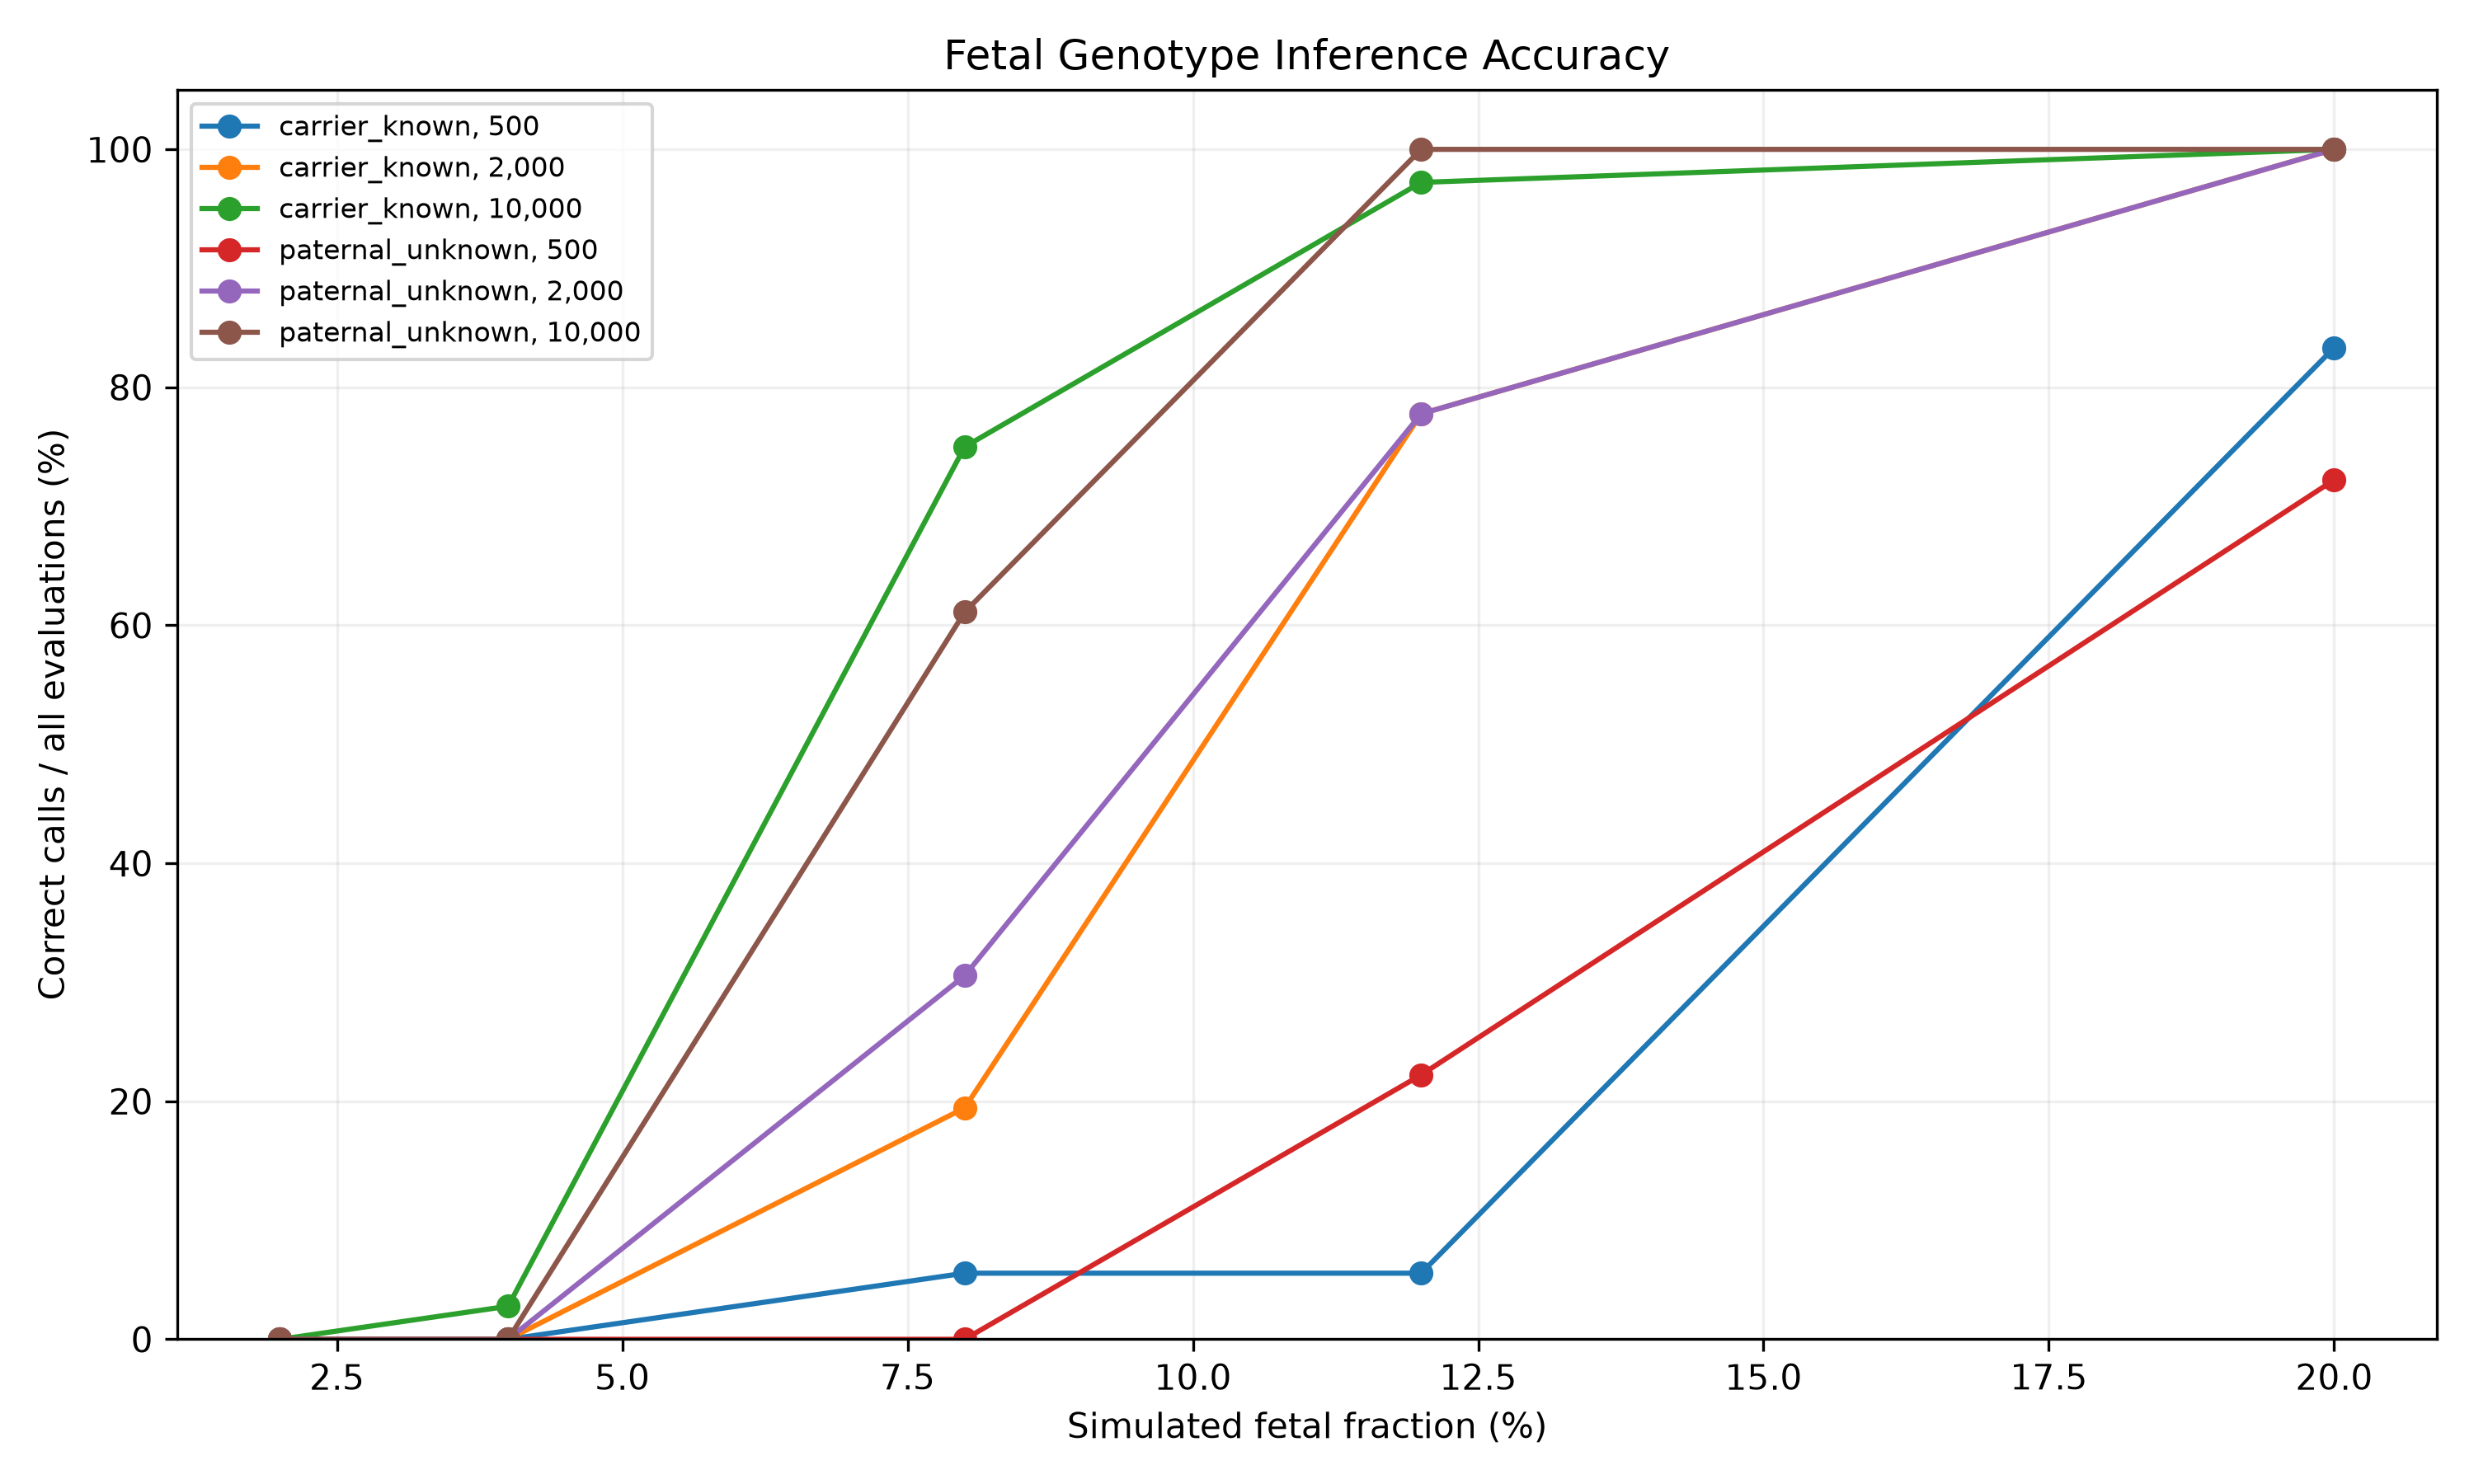 Fetal Genotype Inference Accuracy
carrier_known, 500
carrier_known, 2,000
carrier_known, 10,000
paternal_unknown, 500
paternal_unknown, 2,000
paternal_unknown, 10,000
Correct calls / all evaluations (%)
100
80
60
40
20
0
2.5 5.0 7.5 10.0 12.5 15.0 17.5 20.0
Simulated fetal fraction (%)